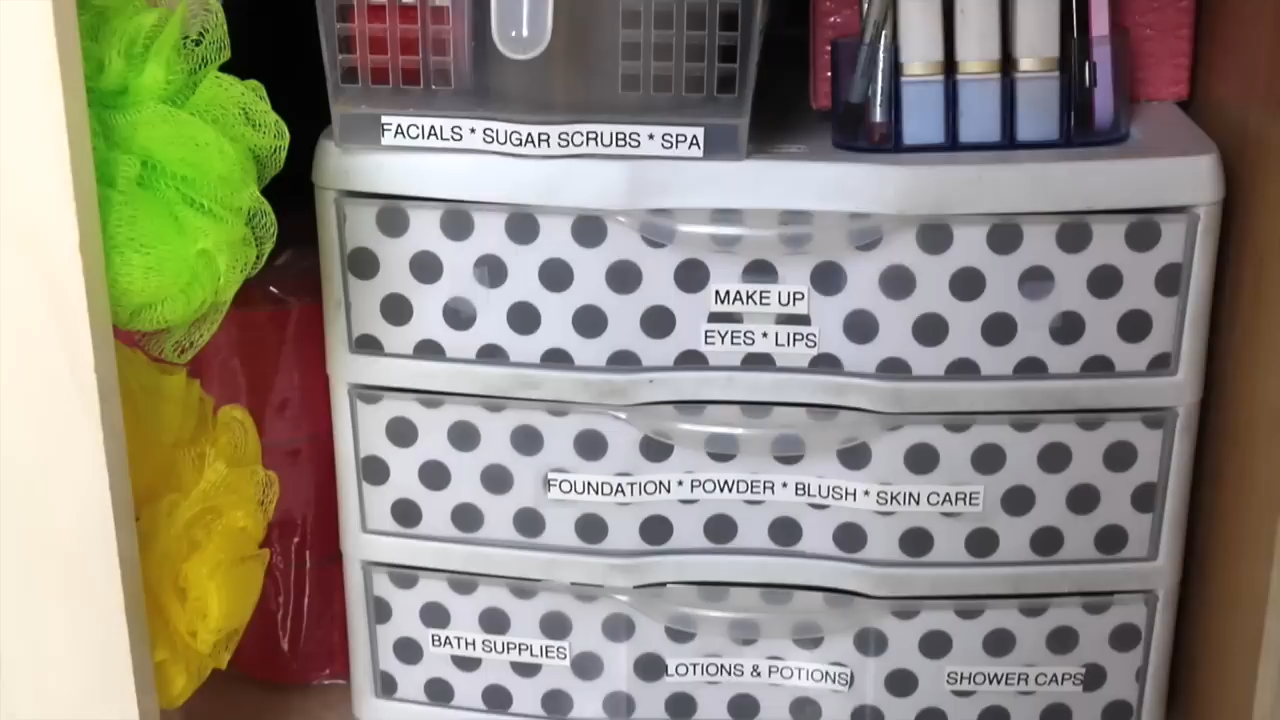 FACIALS * SUGAR SCRUBS * SPA
MAKE UP
EYES * LIPS
FOUNDATION * POWDER * BLUSH * SKIN CARE
BATH SUPPLIES
LOTIONS & POTIONS
SHOWER CAPS